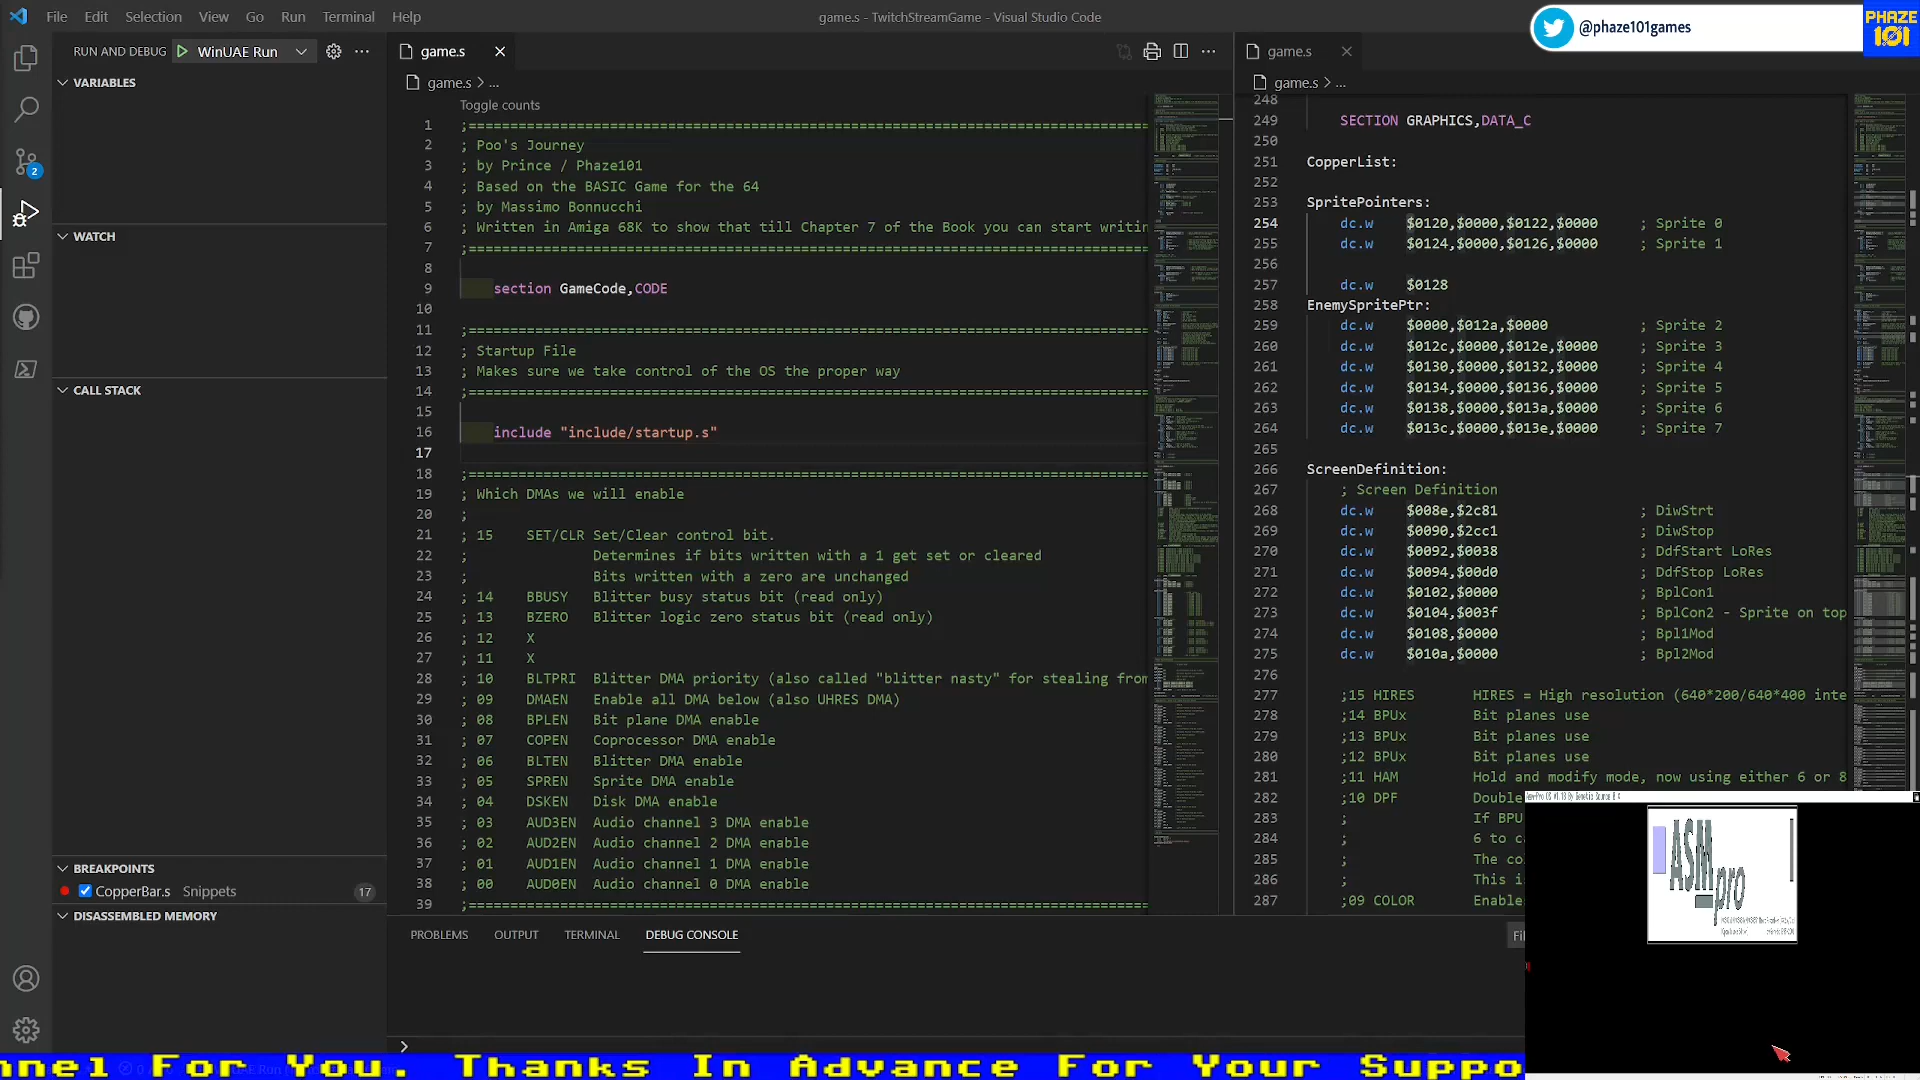 File Edit Selection View Go Run Terminal Help
game.s - TwitchStreamGame - Visual Studio Code
@phaze101games
PHAZE
101
RUN AND DEBUG
WinUAE Run
VARIABLES
WATCH
CALL STACK
BREAKPOINTS
CopperBar.s Snippets 17
DISASSEMBLED MEMORY
2
game.s
game.s > ...
Toggle counts
1 ;==================================================================================
2 ; Poo's Journey
3 ; by Prince / Phaze101
4 ; Based on the BASIC Game for the 64
5 ; by Massimo Bonnucchi
6 ; Written in Amiga 68K to show that till Chapter 7 of the Book you can start writin
7 ;==================================================================================
8
9 section GameCode,CODE
10
11 ;==================================================================================
12 ; Startup File
13 ; Makes sure we take control of the OS the proper way
14 ;==================================================================================
15
16 include "include/startup.s"
17
18 ;==================================================================================
19 ; Which DMAs we will enable
20 ;
21 ; 15 SET/CLR Set/Clear control bit.
22 ; Determines if bits written with a 1 get set or cleared
23 ; Bits written with a zero are unchanged
24 ; 14 BBUSY Blitter busy status bit (read only)
25 ; 13 BZERO Blitter logic zero status bit (read only)
26 ; 12 X
27 ; 11 X
28 ; 10 BLTPRI Blitter DMA priority (also called "blitter nasty" for stealing from
29 ; 09 DMAEN Enable all DMA below (also UHRES DMA)
30 ; 08 BPLEN Bit plane DMA enable
31 ; 07 COPEN Coprocessor DMA enable
32 ; 06 BLTEN Blitter DMA enable
33 ; 05 SPREN Sprite DMA enable
34 ; 04 DSKEN Disk DMA enable
35 ; 03 AUD3EN Audio channel 3 DMA enable
36 ; 02 AUD2EN Audio channel 2 DMA enable
37 ; 01 AUD1EN Audio channel 1 DMA enable
38 ; 00 AUD0EN Audio channel 0 DMA enable
39 ;==================================================================================
game.s
game.s > ...
248
249 SECTION GRAPHICS,DATA_C
250
251 CopperList:
252
253 SpritePointers:
254 dc.w $0120,$0000,$0122,$0000 ; Sprite 0
255 dc.w $0124,$0000,$0126,$0000 ; Sprite 1
256
257 dc.w $0128
258 EnemySpritePtr:
259 dc.w $0000,$012a,$0000 ; Sprite 2
260 dc.w $012c,$0000,$012e,$0000 ; Sprite 3
261 dc.w $0130,$0000,$0132,$0000 ; Sprite 4
262 dc.w $0134,$0000,$0136,$0000 ; Sprite 5
263 dc.w $0138,$0000,$013a,$0000 ; Sprite 6
264 dc.w $013c,$0000,$013e,$0000 ; Sprite 7
265
266 ScreenDefinition:
267 ; Screen Definition
268 dc.w $008e,$2c81 ; DiwStrt
269 dc.w $0090,$2cc1 ; DiwStop
270 dc.w $0092,$0038 ; DdfStart LoRes
271 dc.w $0094,$00d0 ; DdfStop LoRes
272 dc.w $0102,$0000 ; BplCon1
273 dc.w $0104,$003f ; BplCon2 - Sprite on top
274 dc.w $0108,$0000 ; Bpl1Mod
275 dc.w $010a,$0000 ; Bpl2Mod
276
277 ;15 HIRES HIRES = High resolution (640*200/640*400 inte
278 ;14 BPUx Bit planes use
279 ;13 BPUx Bit planes use
280 ;12 BPUx Bit planes use
281 ;11 HAM Hold and modify mode, now using either 6 or 8
282 ;10 DPF Double
283 ; If BPU
284 ; 6 to ca
285 ; The co
286 ; This i
287 ;09 COLOR Enable
PROBLEMS OUTPUT TERMINAL DEBUG CONSOLE
Fil
ASM
pro
nnel For You. Thanks In Advance For Your Suppo